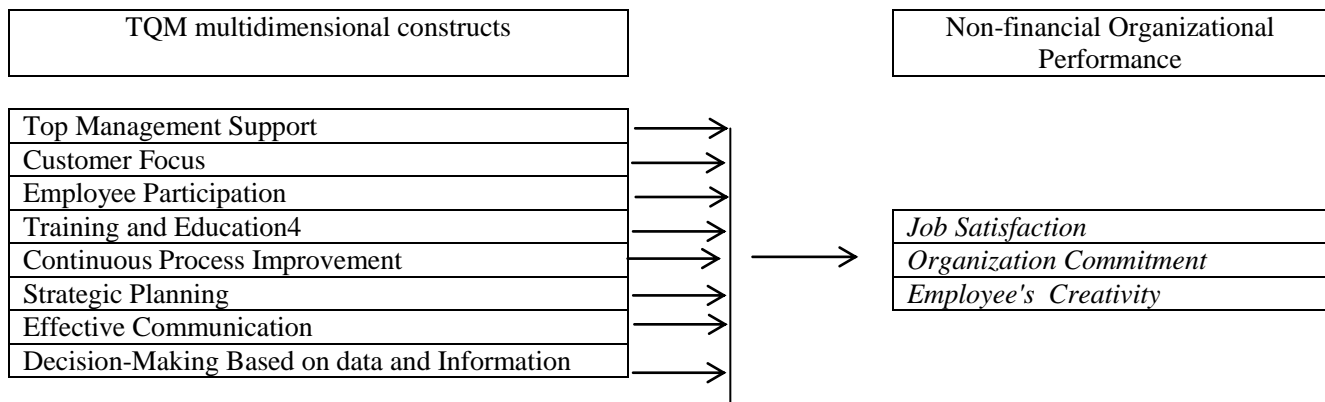 TQM multidimensional constructs
Non-financial Organizational
Performance
Top Management Support
Customer Focus
Employee Participation
Training and Education4
Continuous Process Improvement
Strategic Planning
Effective Communication
Decision-Making Based on data and Information
Job Satisfaction
Organization Commitment
Employee's Creativity